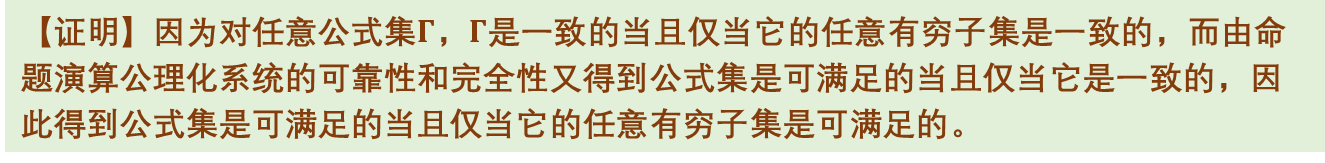 【证明】因为对任意公式集Γ，Γ是一致的当且仅当它的任意有穷子集是一致的，而由命
题演算公理化系统的可靠性和完全性又得到公式集是可满足的当且仅当它是一致的，因
此得到公式集是可满足的当且仅当它的任意有穷子集是可满足的。